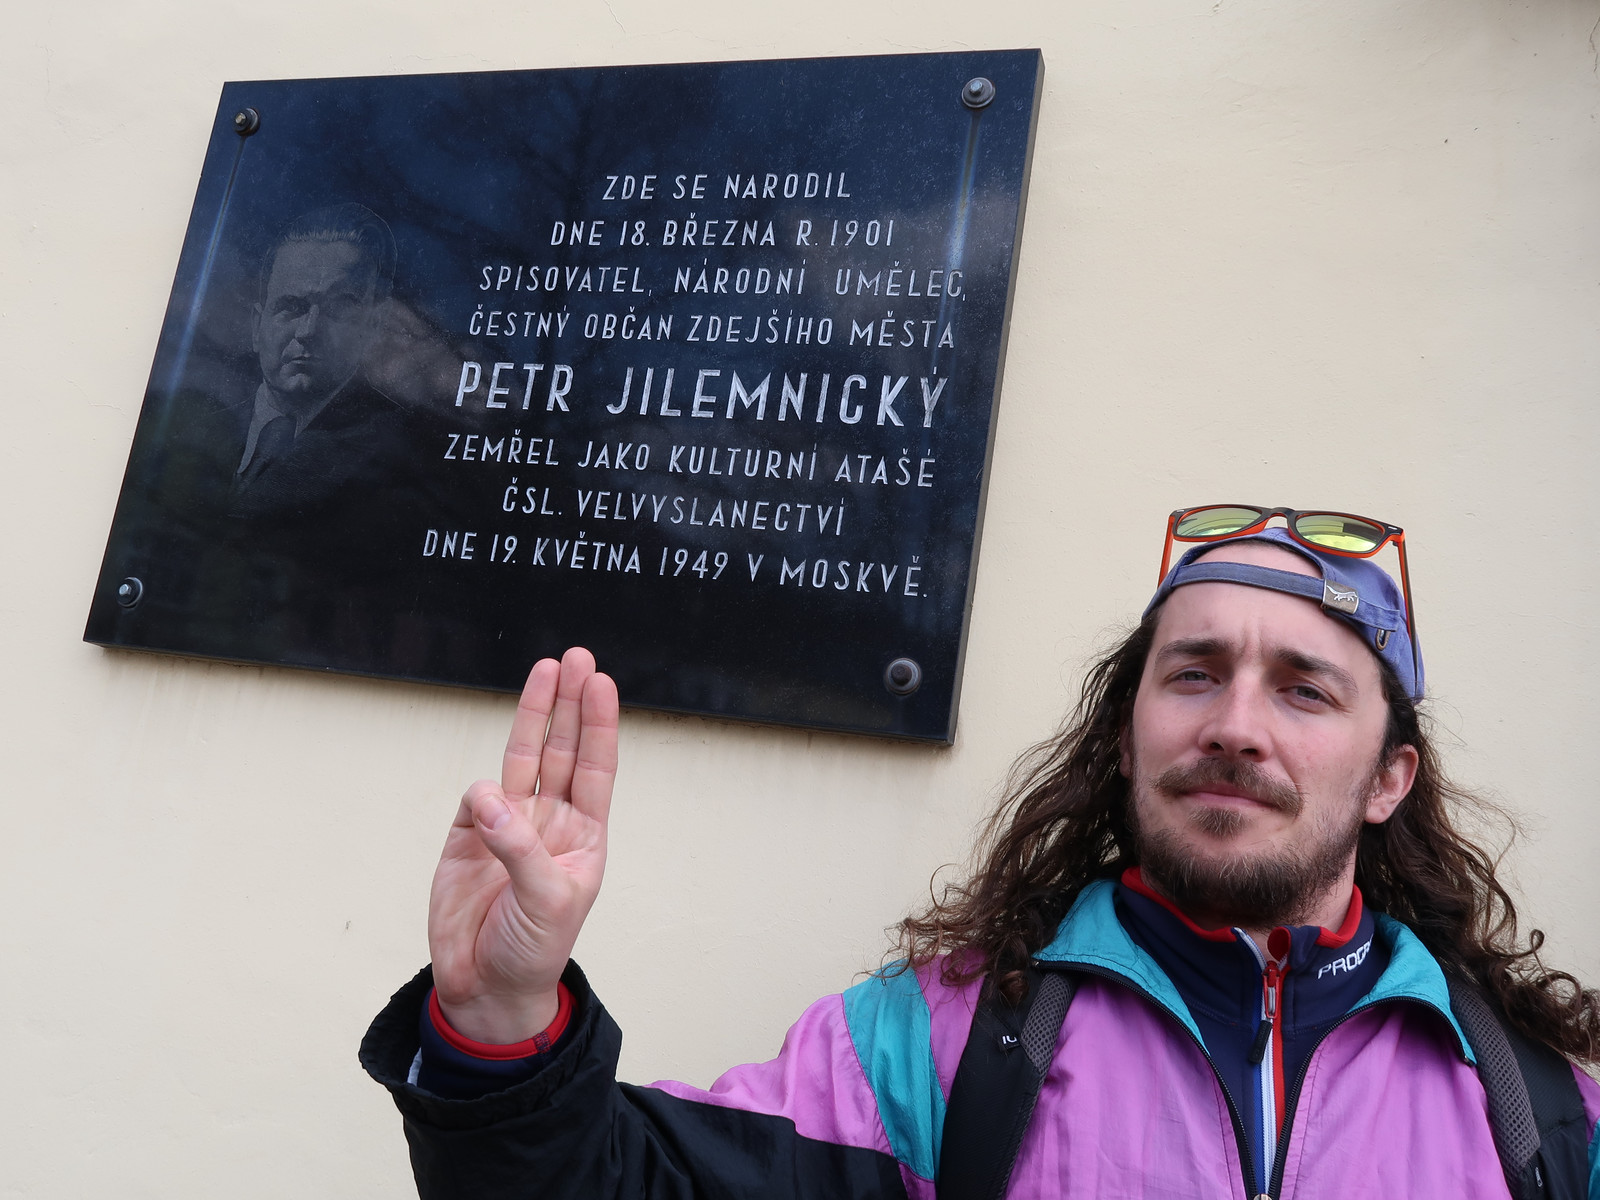 ZDE SE NARODIL
DNE 18. BŘEZNA R. 1901
SPISOVATEL, NÁRODNÍ UMĚLEC,
ČESTNÝ OBČAN ZDEJŠÍHO MĚSTA
PETR JILEMNICKÝ
ZEMŘEL JAKO KULTURNÍ ATAŠÉ
ČSL. VELVYSLANECTVÍ
DNE 19. KVĚTNA 1949 V MOSKVĚ.